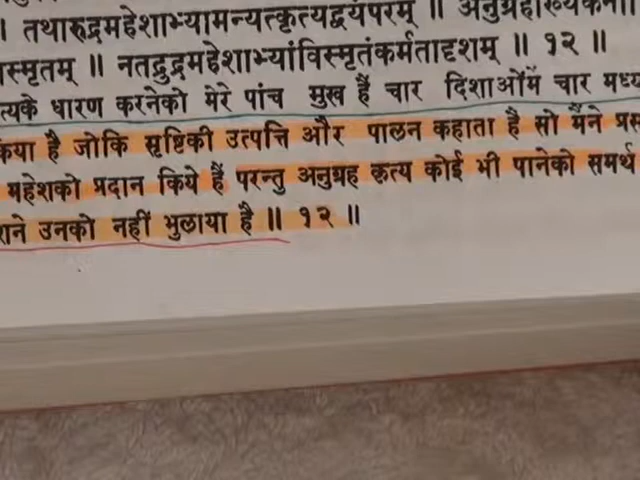 । तथारुद्रमहेशाभ्यामन्यत्कृत्यद्वयंपरम् ॥ अनुग्रहाख्यंकेना
स्मृतम् ॥ नतद्रुद्रमहेशाभ्यांविस्मृतंकर्मतादृशम् ॥ १२ ॥
त्यके धारण करनेको मेरे पांच मुख हैं चार दिशाओंमें चार मध्य
किया है जोकि सृष्टिकी उत्पत्ति और पालन कहाता है सो मैंने प्रस
महेशको प्रदान किये हैं परन्तु अनुग्रह कृत्य कोई भी पानेको समर्थ
शने उनको नहीं भुलाया है ॥ १२ ॥